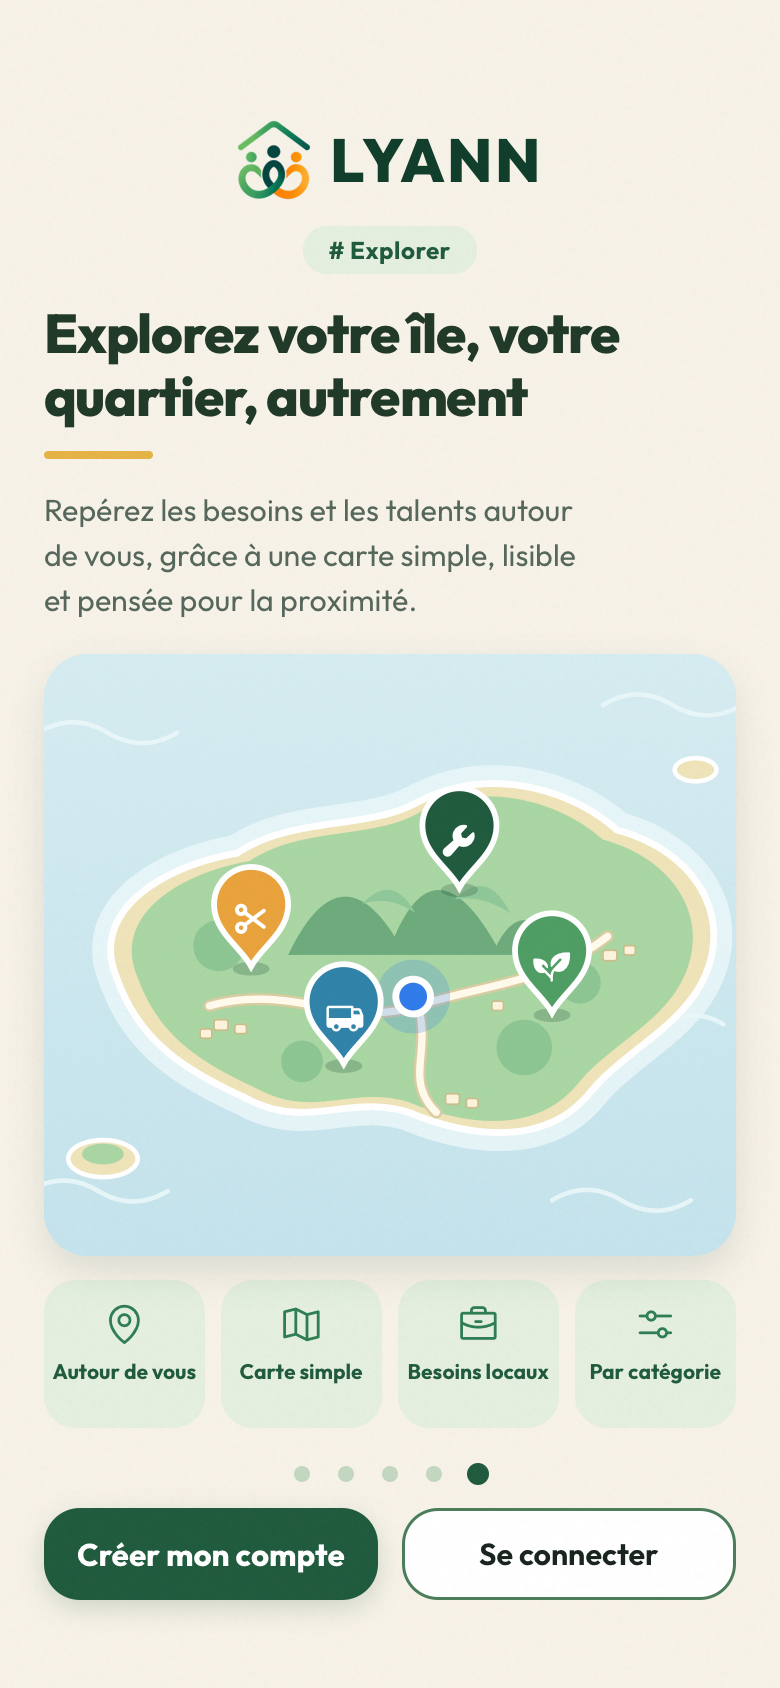 LYANN
# Explorer
Explorez votre île, votre
quartier, autrement
Repérez les besoins et les talents autour
de vous, grâce à une carte simple, lisible
et pensée pour la proximité.
Autour de vous
Carte simple
Besoins locaux
Par catégorie
Créer mon compte
Se connecter